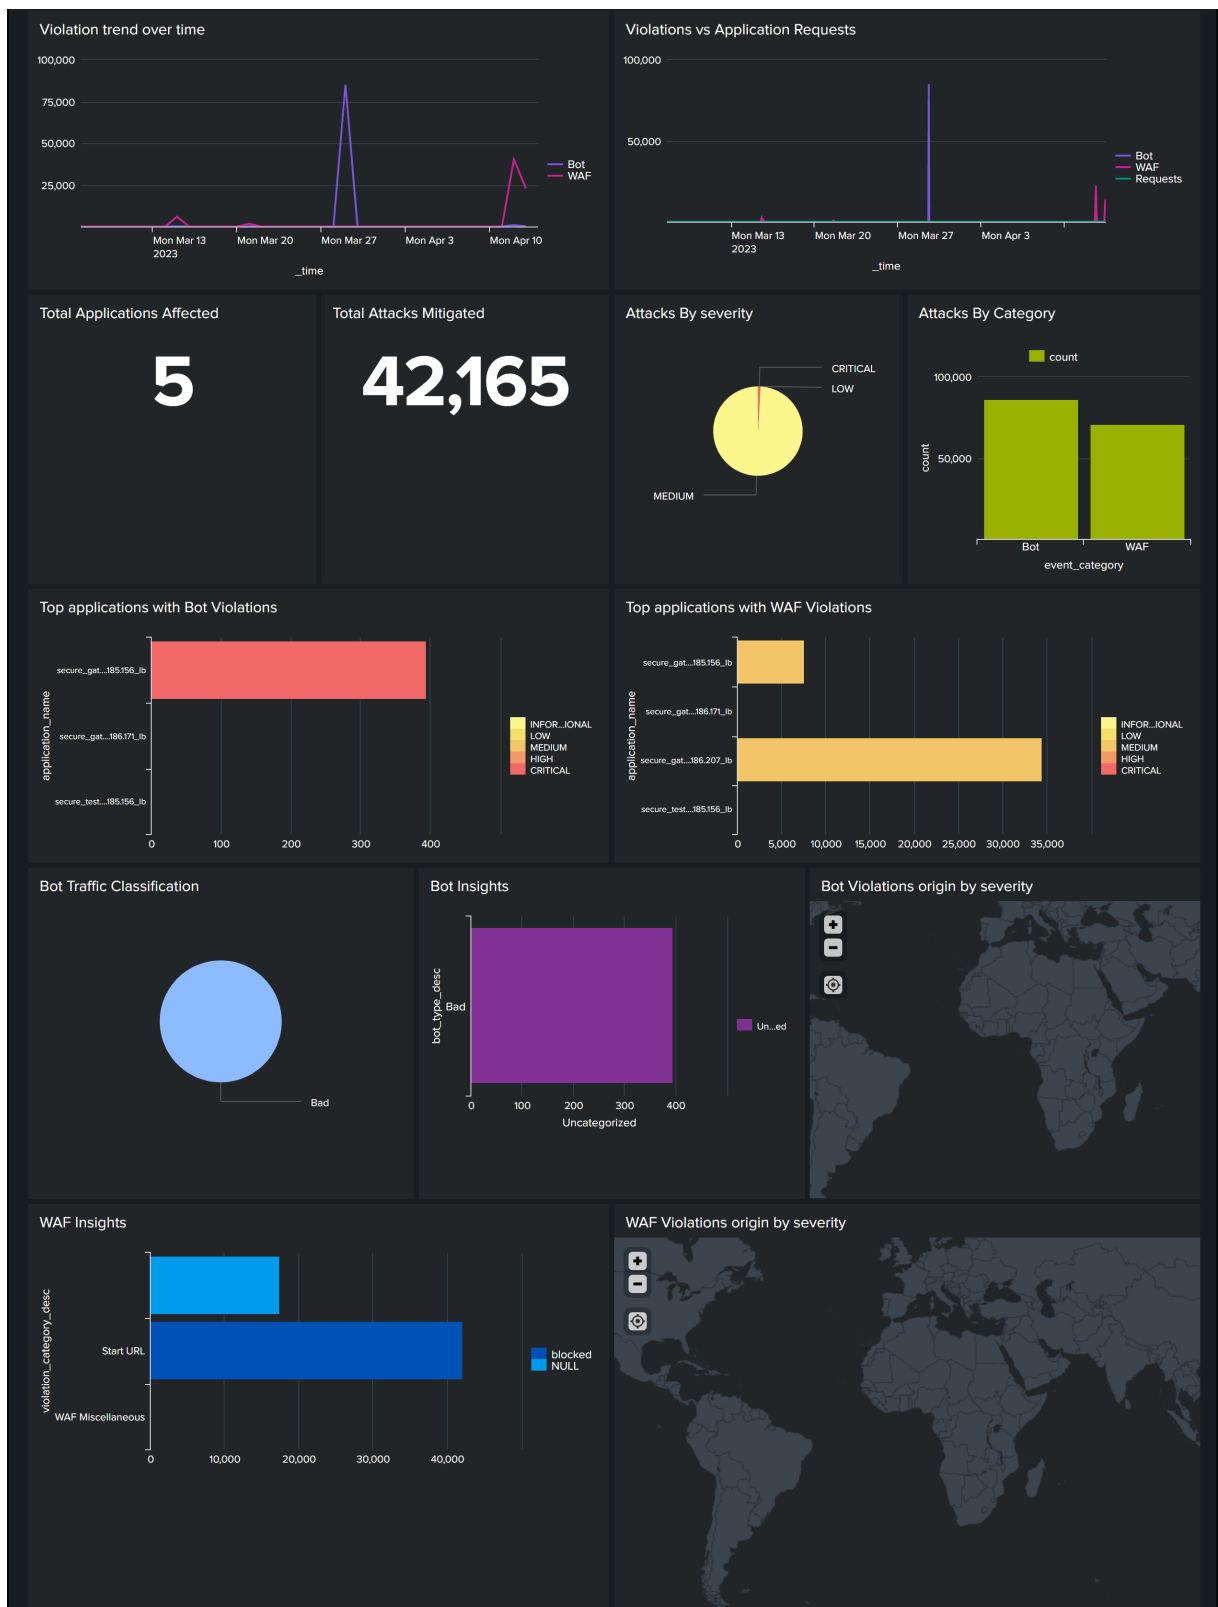 Violation trend over time
100,000
75,000
50,000
25,000
Bot
WAF
Mon Mar 13
2023
Mon Mar 20
Mon Mar 27
Mon Apr 3
Mon Apr 10
_time
Violations vs Application Requests
100,000
50,000
Bot
WAF
Requests
Mon Mar 13
2023
Mon Mar 20
Mon Mar 27
Mon Apr 3
_time
Total Applications Affected
5
Total Attacks Mitigated
42,165
Attacks By severity
CRITICAL
LOW
MEDIUM
Attacks By Category
count
100,000
50,000
count
Bot
WAF
event_category
Top applications with Bot Violations
application_name
secure_gat....185.156_lb
secure_gat....186.171_lb
secure_test....185.156_lb
0
100
200
300
400
INFOR...IONAL
LOW
MEDIUM
HIGH
CRITICAL
Top applications with WAF Violations
application_name
secure_gat....185.156_lb
secure_gat....186.171_lb
secure_gat....186.207_lb
secure_test....185.156_lb
0
5,000
10,000
15,000
20,000
25,000
30,000
35,000
INFOR...IONAL
LOW
MEDIUM
HIGH
CRITICAL
Bot Traffic Classification
Bad
Bot Insights
bot_type_desc
Bad
0
100
200
300
400
Uncategorized
Un...ed
Bot Violations origin by severity
+
−
WAF Insights
violation_category_desc
Start URL
WAF Miscellaneous
0
10,000
20,000
30,000
40,000
blocked
NULL
WAF Violations origin by severity
+
−